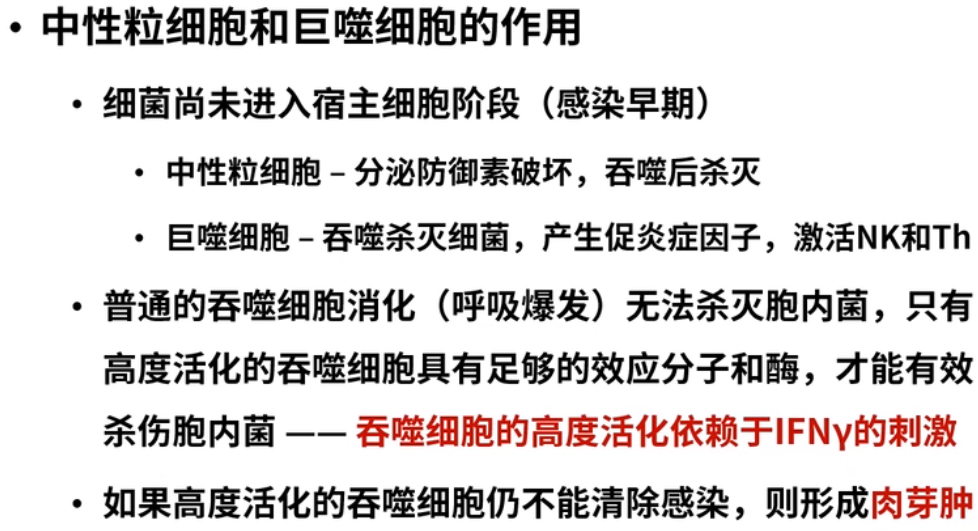 • 中性粒细胞和巨噬细胞的作用
• 细菌尚未进入宿主细胞阶段（感染早期）
• 中性粒细胞 – 分泌防御素破坏，吞噬后杀灭
• 巨噬细胞 – 吞噬杀灭细菌，产生促炎症因子，激活NK和Th
• 普通的吞噬细胞消化（呼吸爆发）无法杀灭胞内菌，只有
高度活化的吞噬细胞具有足够的效应分子和酶，才能有效
杀伤胞内菌 —— 吞噬细胞的高度活化依赖于IFNγ的刺激
• 如果高度活化的吞噬细胞仍不能清除感染，则形成肉芽肿